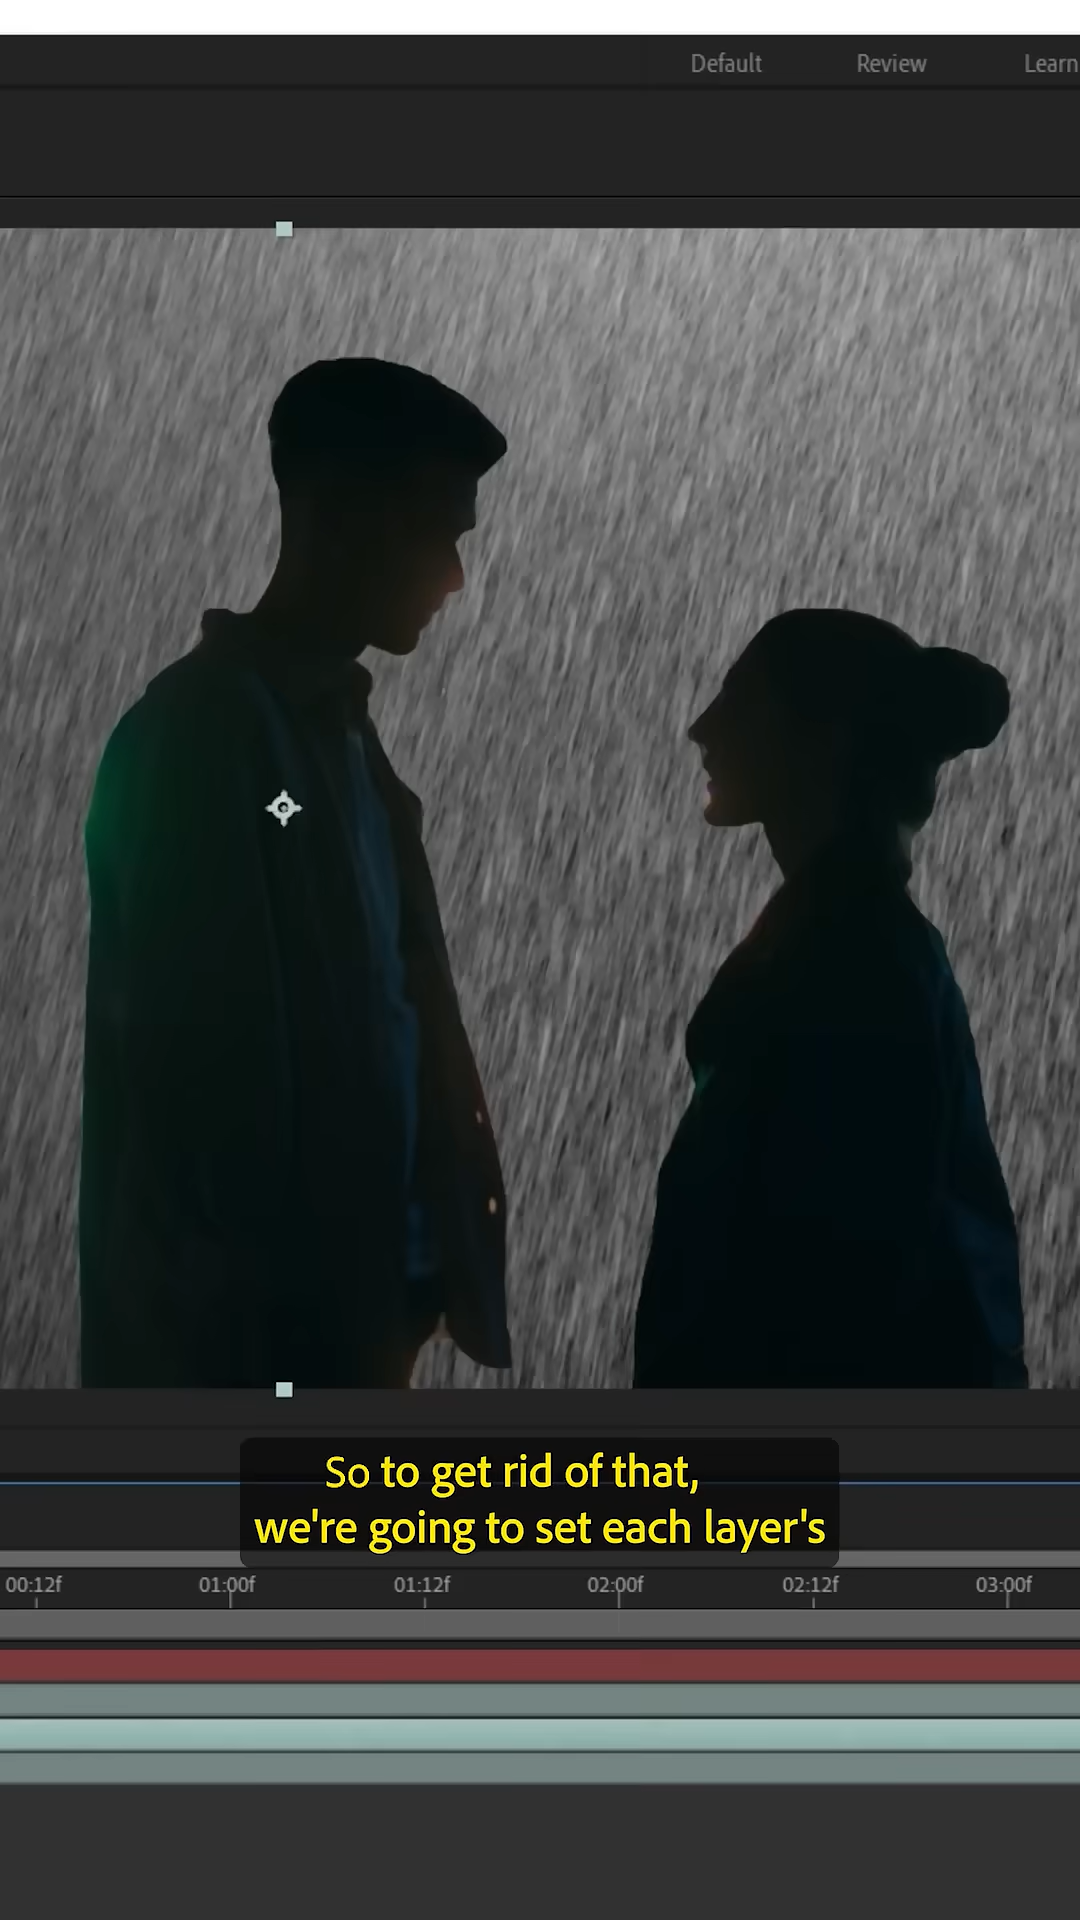 Default Review Learn
So to get rid of that,
we're going to set each layer's
00:12f 01:00f 01:12f 02:00f 02:12f 03:00f